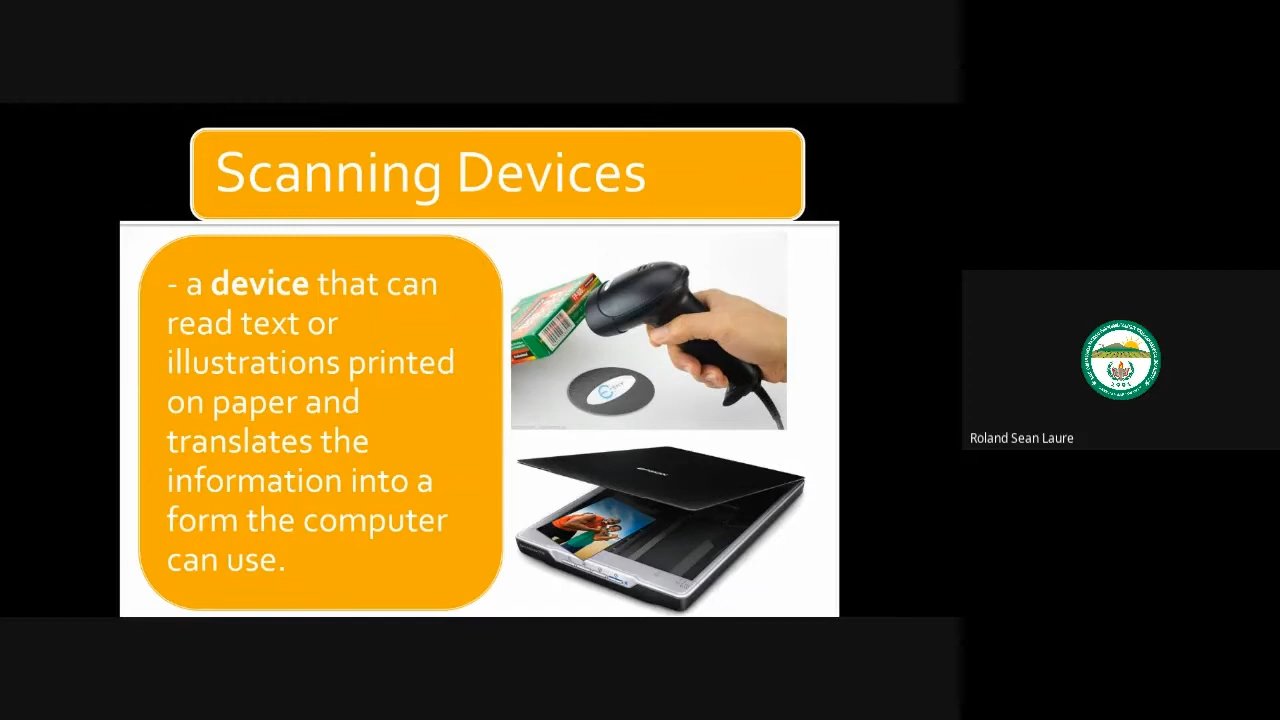 Scanning Devices
- a device that can
read text or
illustrations printed
on paper and
translates the
information into a
form the computer
can use.
Roland Sean Laure